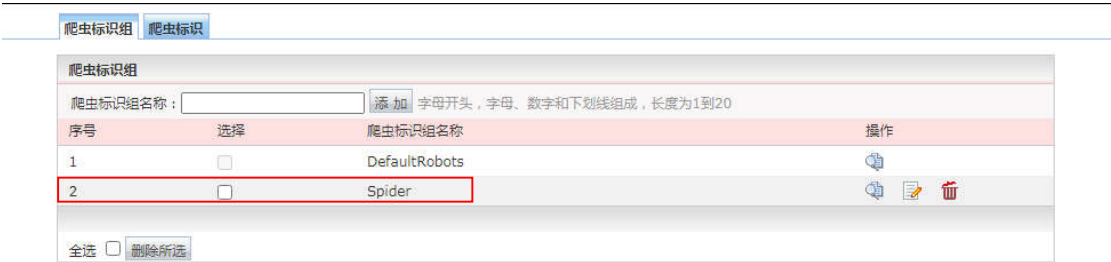 爬虫标识组 爬虫标识
爬虫标识组
爬虫标识组名称： 添 加 字母开头，字母、数字和下划线组成，长度为1到20
序号 选择 爬虫标识组名称 操作
1 DefaultRobots
2 Spider
全选 删除所选